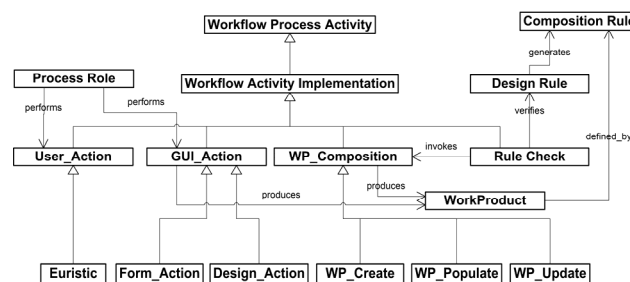 Workflow Process Activity
Composition Rule
generates
Process Role
Workflow Activity Implementation
Design Rule
performs
performs
verifies
defined_by
User_Action
GUI_Action
WP_Composition
invokes
Rule Check
produces
produces
WorkProduct
Euristic
Form_Action
Design_Action
WP_Create
WP_Populate
WP_Update